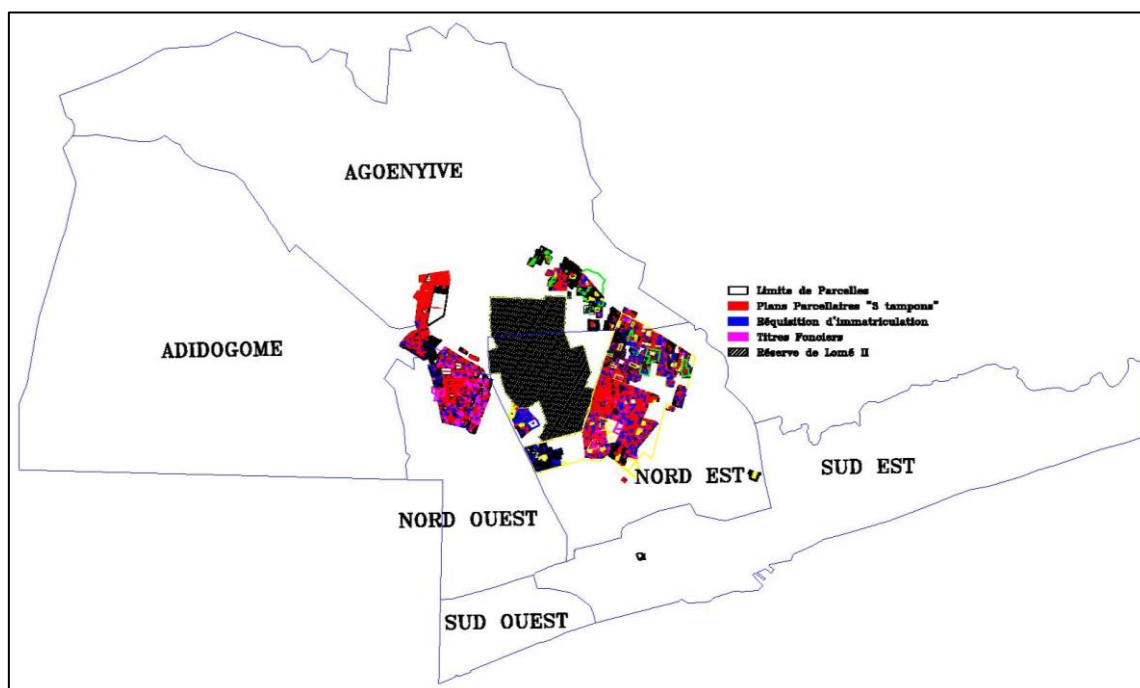 AGOENYIVE
Limite de Parcelles
Plans Parcellaires "3 tampons"
Réquisition d'immatriculation
Titres Fonciers
Réserve de Lomé II
ADIDOGOME
NORD EST
SUD EST
NORD OUEST
SUD OUEST